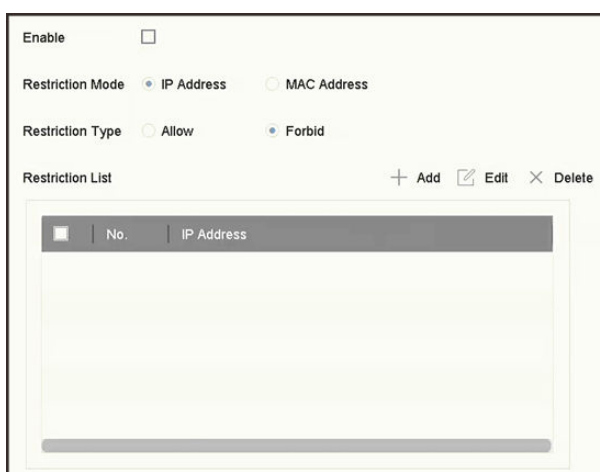 Enable
Restriction Mode IP Address MAC Address
Restriction Type Allow Forbid
Restriction List Add Edit Delete
No. IP Address